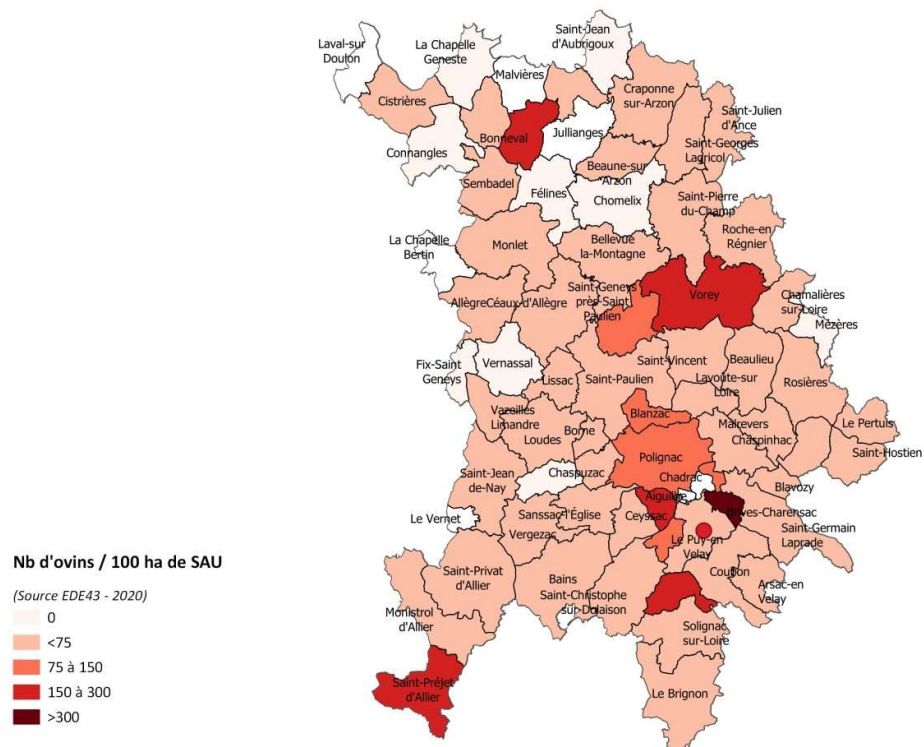 Saint-Jean
d'Aubrigoux
Laval-sur
Doulon
La Chapelle
Geneste
Malvières
Cistrières
Craponne
sur-Arzon
Saint-Julien
d'Ance
Bonneval
Jullianges
Saint-Georges
Lagricol
Connangles
Beaune-sur
Arzon
Sembadel
Félines
Chomelix
Saint-Pierre
du-Champ
Roche-en
Régnier
La Chapelle
Bertin
Monlet
Bellevue
la-Montagne
Allègre
Céaux-d'Allègre
Saint-Geneys
près-Saint
Paulien
Vorey
Chamalières
sur-Loire
Mézères
Fix-Saint
Geneys
Vernassal
Lissac
Saint-Paulien
Saint-Vincent
Beaulieu
Lavoûte-sur
Loire
Rosières
Vazeilles
Limandre
Loudes
Borne
Blanzac
Malrevers
Chaspinhac
Le Pertuis
Saint-Hostien
Polignac
Saint-Jean
de-Nay
Chaspuzac
Chadrac
Blavozy
Aiguilhe
Le Vernet
Sanssac-l'Église
Ceyssac
Brives-Charensac
Vergezac
Le Puy-en
Velay
Saint-Germain
Laprade
Saint-Privat
d'Allier
Bains
Saint-Christophe
sur-Dolaison
Coubon
Arsac-en
Velay
Monistrol
d'Allier
Solignac
sur-Loire
Saint-Préjet
d'Allier
Le Brignon
Nb d'ovins / 100 ha de SAU
(Source EDE43 - 2020)
0
<75
75 à 150
150 à 300
>300